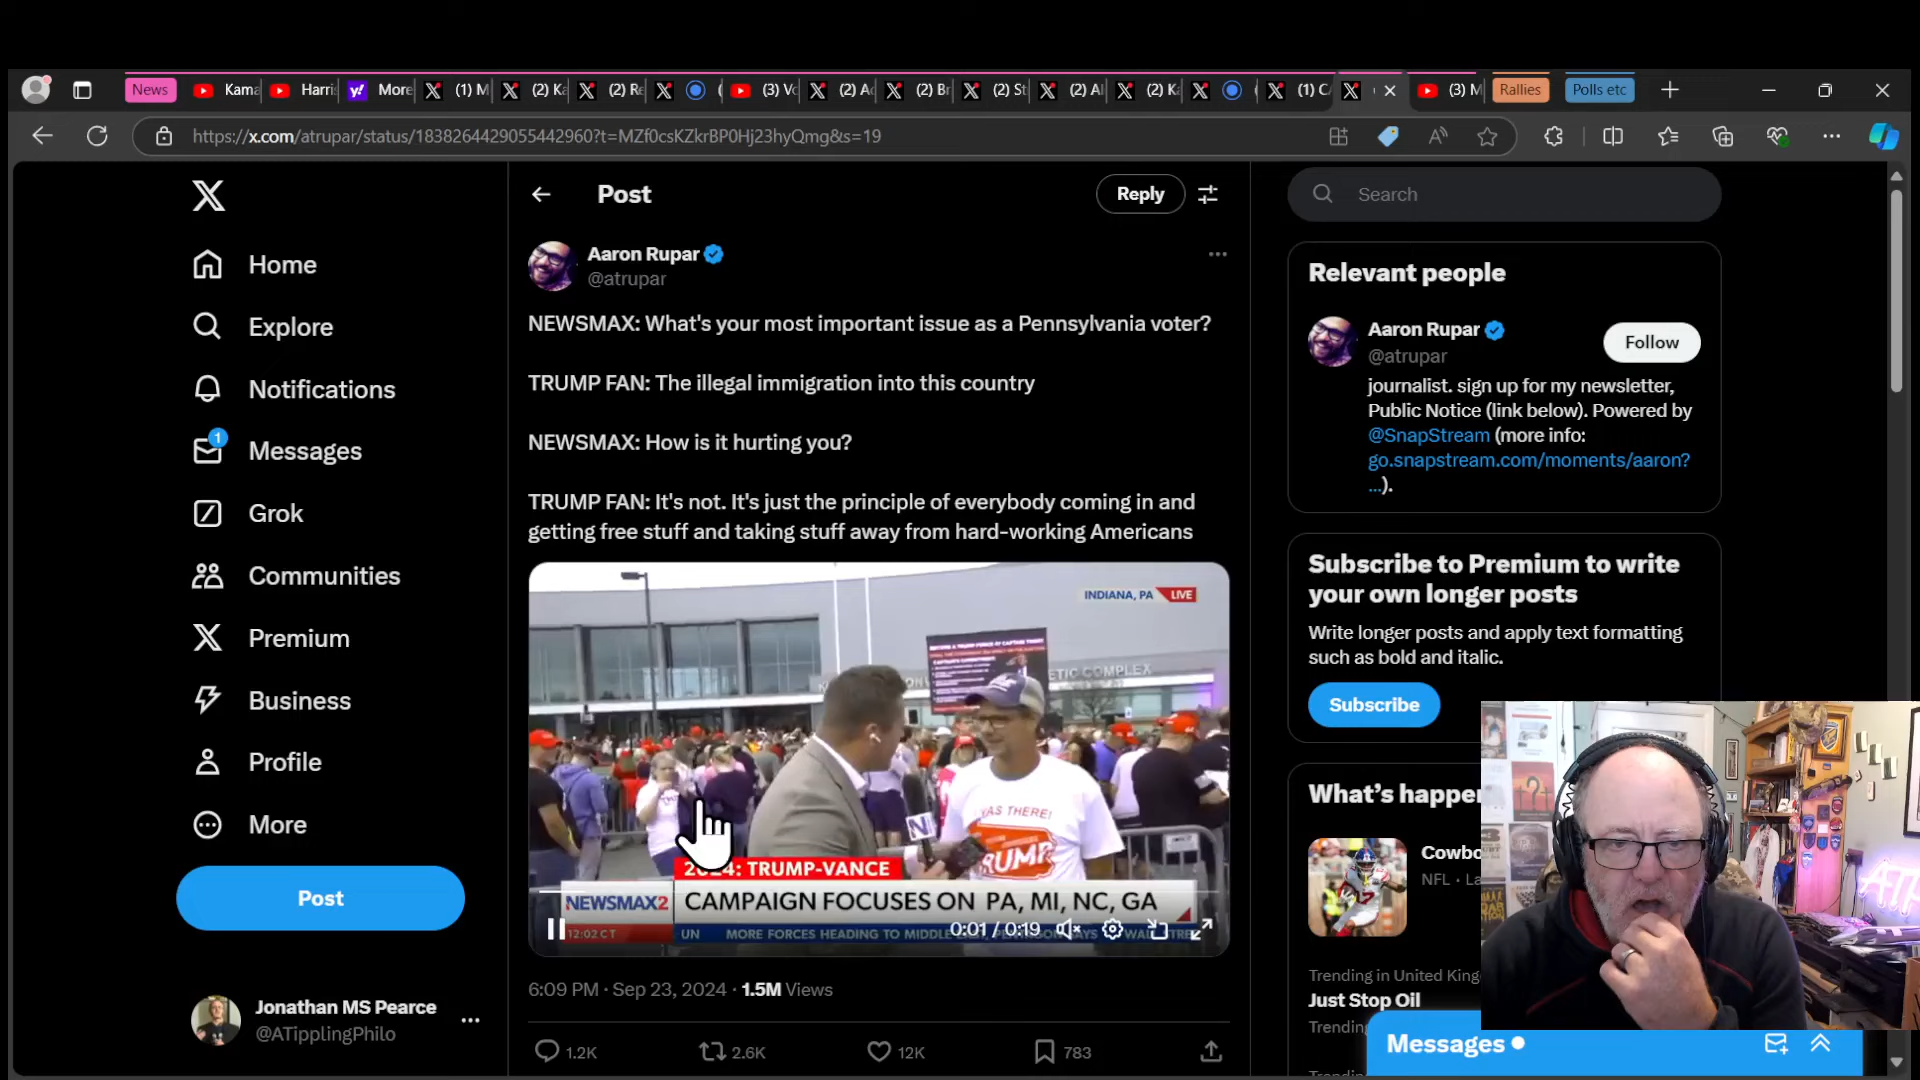 News
Kama
Harris
More
(1) M
(2) Ka
(2) Re
(3) Vo
(2) Ac
(2) Br
(2) St
(2) Al
(2) Ka
(1) C
(3) M
Rallies
Polls etc
https://x.com/atrupar/status/1838264429055442960?t=MZf0csKZkrBP0Hj23hyQmg&s=19
Home
Explore
Notifications
1
Messages
Grok
Communities
Premium
Business
Profile
More
Post
Jonathan MS Pearce
@ATipplingPhilo
Post
Reply
Aaron Rupar
@atrupar
NEWSMAX: What's your most important issue as a Pennsylvania voter?
TRUMP FAN: The illegal immigration into this country
NEWSMAX: How is it hurting you?
TRUMP FAN: It's not. It's just the principle of everybody coming in and
getting free stuff and taking stuff away from hard-working Americans
INDIANA, PA LIVE
ETIC COMPLEX
WAS THERE!
TRUMP
2024: TRUMP-VANCE
NEWSMAX2
CAMPAIGN FOCUSES ON PA, MI, NC, GA
12:02 CT
UN MORE FORCES HEADING TO MIDDLE
0:01 / 0:19
6:09 PM · Sep 23, 2024 · 1.5M Views
1.2K
2.6K
12K
783
Search
Relevant people
Aaron Rupar
@atrupar
Follow
journalist. sign up for my newsletter,
Public Notice (link below). Powered by
@SnapStream (more info:
go.snapstream.com/moments/aaron?
...).
Subscribe to Premium to write
your own longer posts
Write longer posts and apply text formatting
such as bold and italic.
Subscribe
What's happe
Cowbo
NFL · La
Trending in United King
Just Stop Oil
Trending
Messages